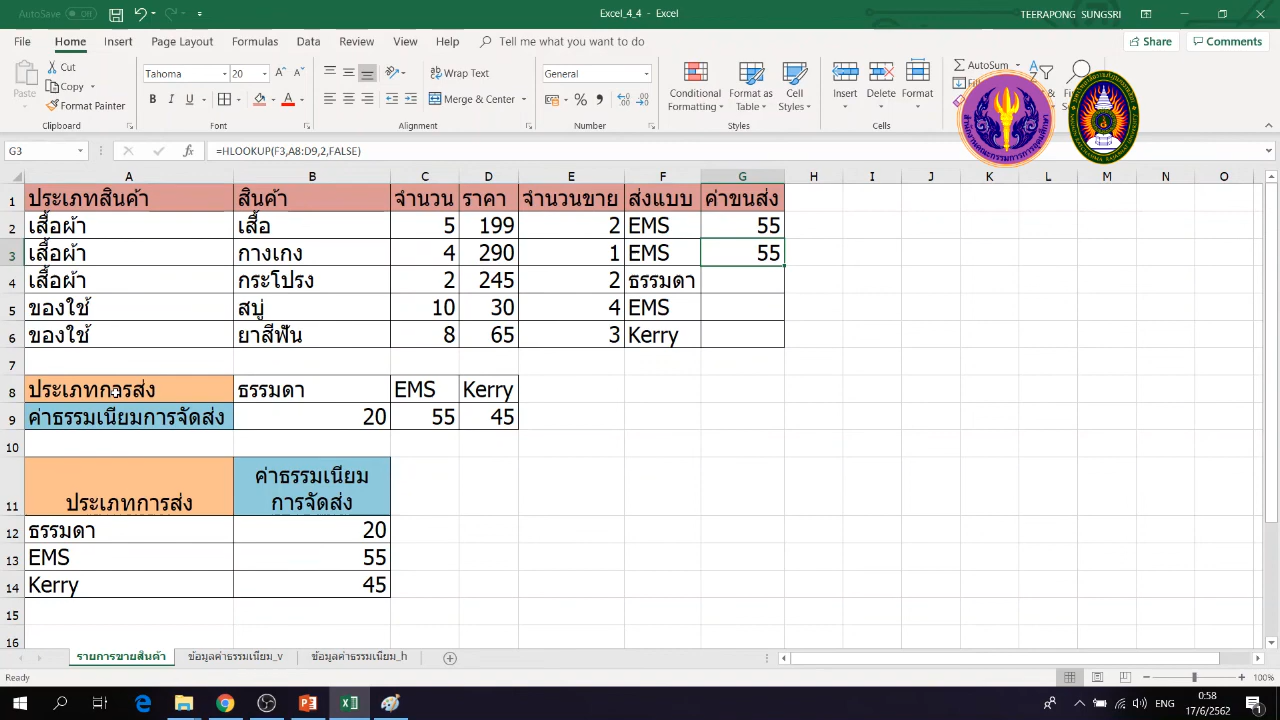 AutoSave Off
Excel_4_4 - Excel
TEERAPONG SUNGSRI
File Home Insert Page Layout Formulas Data Review View Help Tell me what you want to do
Share Comments
Paste
Cut
Copy
Format Painter
Clipboard
Tahoma 20
B I U
Font
Wrap Text
Merge & Center
Alignment
General
Number
Conditional Formatting
Format as Table
Cell Styles
Styles
Insert Delete Format
Cells
AutoSum
G3 fx =HLOOKUP(F3,A8:D9,2,FALSE)
A B C D E F G H I J K L M N O
1 ประเภทสินค้า สินค้า จำนวน ราคา จำนวนขาย ส่งแบบ ค่าขนส่ง
2 เสื้อผ้า เสื้อ 5 199 2 EMS 55
3 เสื้อผ้า กางเกง 4 290 1 EMS 55
4 เสื้อผ้า กระโปรง 2 245 2 ธรรมดา
5 ของใช้ สบู่ 10 30 4 EMS
6 ของใช้ ยาสีฟัน 8 65 3 Kerry
7
8 ประเภทการส่ง ธรรมดา EMS Kerry
9 ค่าธรรมเนียมการจัดส่ง 20 55 45
10
11 ประเภทการส่ง ค่าธรรมเนียม
การจัดส่ง
12 ธรรมดา 20
13 EMS 55
14 Kerry 45
15
16
รายการขายสินค้า ข้อมูลค่าธรรมเนียม_v ข้อมูลค่าธรรมเนียม_h
Ready
100%
ENG
0:58
17/6/2562